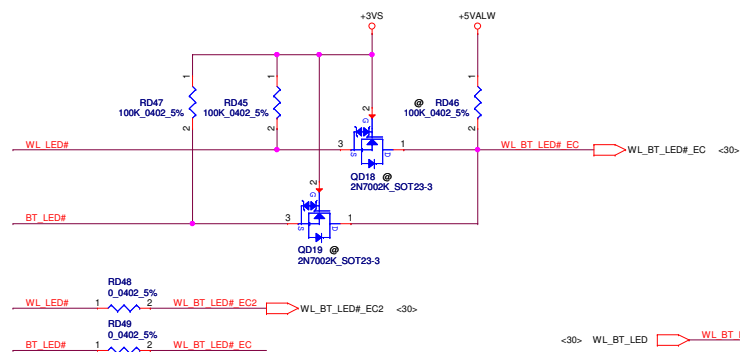 +3VS +5VALW
1 1 1
RD47 RD45 2 @ RD46
100K_0402_5% 100K_0402_5% 100K_0402_5%
2 2 G 2
WL_LED# 3 S D 1 WL_BT_LED#_EC WL_BT_LED#_EC <30>
QD18 @
2 2N7002K_SOT23-3
G
BT_LED# 3 S D 1
QD19 @
2N7002K_SOT23-3
RD48
0_0402_5%
WL_LED# 1 2 WL_BT_LED#_EC2 WL_BT_LED#_EC2 <30>
RD49
0_0402_5%
BT_LED# 1 2 WL_BT_LED#_EC <30> WL_BT_LED